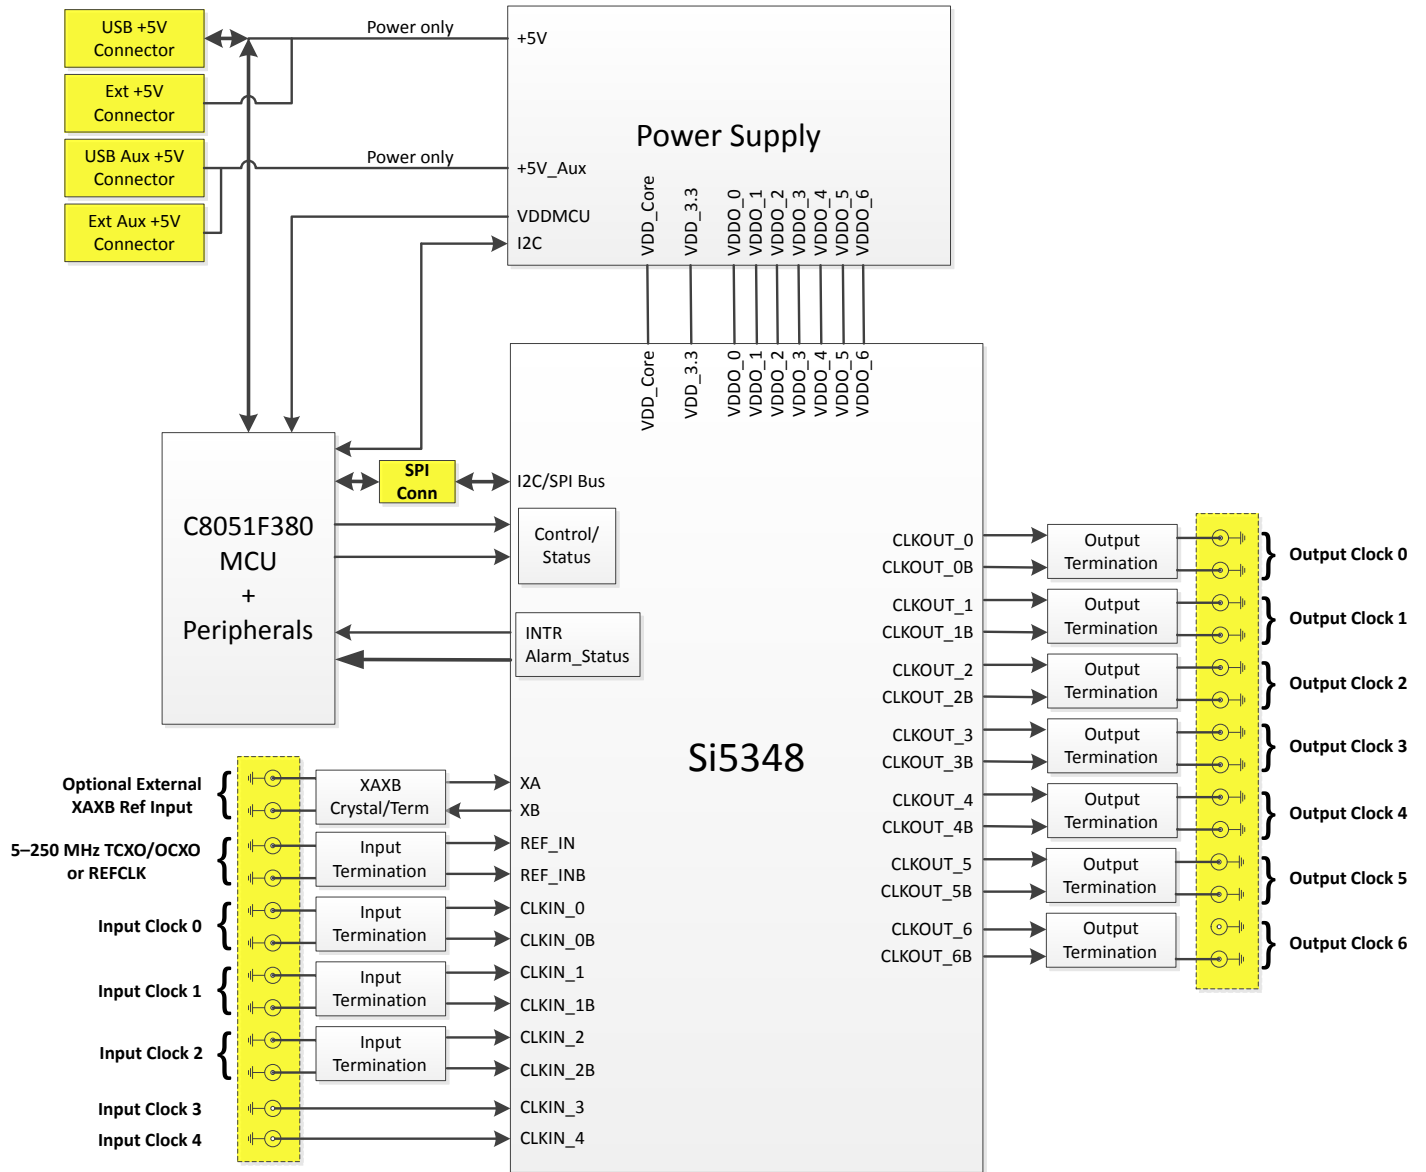 USB +5V
Connector
Ext +5V
Connector
USB Aux +5V
Connector
Ext Aux +5V
Connector
Power only
Power only
+5V
+5V_Aux
VDDMCU
I2C
Power Supply
VDD_Core
VDD_3.3
VDDO_0
VDDO_1
VDDO_2
VDDO_3
VDDO_4
VDDO_5
VDDO_6
VDD_Core
VDD_3.3
VDDO_0
VDDO_1
VDDO_2
VDDO_3
VDDO_4
VDDO_5
VDDO_6
C8051F380
MCU
+
Peripherals
SPI
Conn
I2C/SPI Bus
Control/
Status
INTR
Alarm_Status
Si5348
Optional External
XAXB Ref Input
5–250 MHz TCXO/OCXO
or REFCLK
Input Clock 0
Input Clock 1
Input Clock 2
Input Clock 3
Input Clock 4
XAXB
Crystal/Term
Input
Termination
Input
Termination
Input
Termination
Input
Termination
XA
XB
REF_IN
REF_INB
CLKIN_0
CLKIN_0B
CLKIN_1
CLKIN_1B
CLKIN_2
CLKIN_2B
CLKIN_3
CLKIN_4
CLKOUT_0
CLKOUT_0B
CLKOUT_1
CLKOUT_1B
CLKOUT_2
CLKOUT_2B
CLKOUT_3
CLKOUT_3B
CLKOUT_4
CLKOUT_4B
CLKOUT_5
CLKOUT_5B
CLKOUT_6
CLKOUT_6B
Output
Termination
Output
Termination
Output
Termination
Output
Termination
Output
Termination
Output
Termination
Output
Termination
Output Clock 0
Output Clock 1
Output Clock 2
Output Clock 3
Output Clock 4
Output Clock 5
Output Clock 6